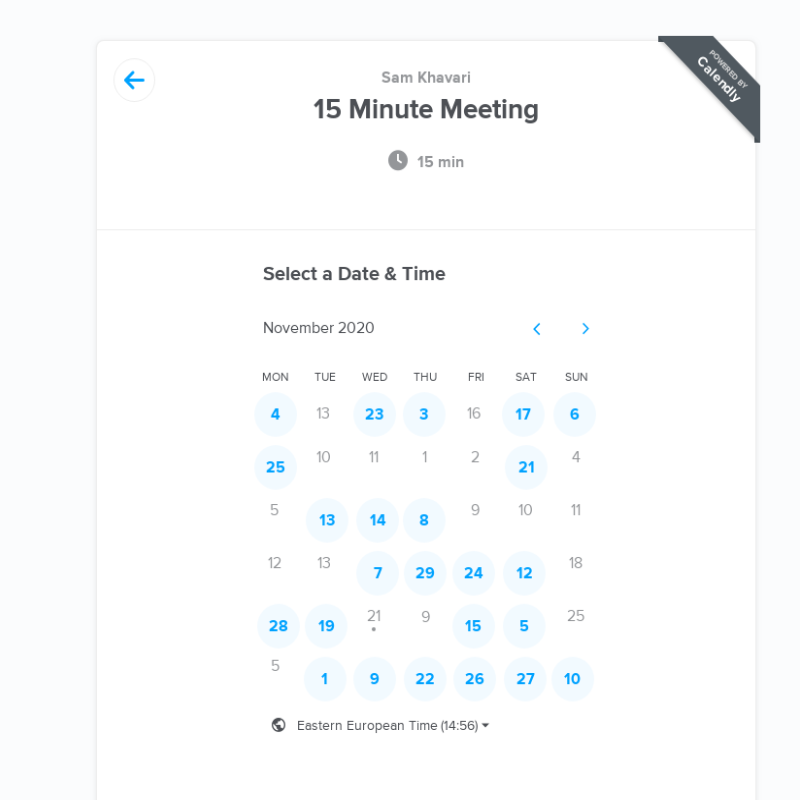 Sam Khavari
15 Minute Meeting
15 min
POWERED BY
Calendly
Select a Date & Time
November 2020
MON TUE WED THU FRI SAT SUN
4 13 23 3 16 17 6
25 10 11 1 2 21 4
5 13 14 8 9 10 11
12 13 7 29 24 12 18
28 19 21 9 15 5 25
5 1 9 22 26 27 10
Eastern European Time (14:56)